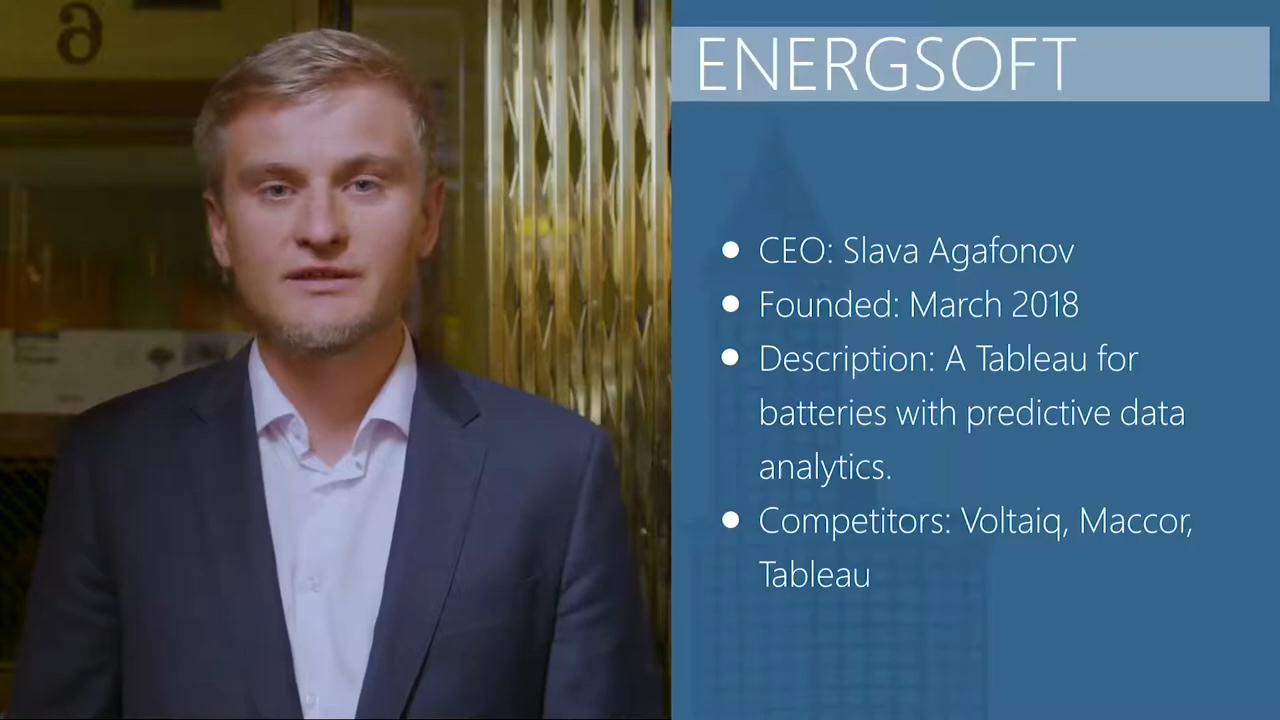 ENERGSOFT
CEO: Slava Agafonov
Founded: March 2018
Description: A Tableau for
batteries with predictive data
analytics.
Competitors: Voltaiq, Maccor,
Tableau